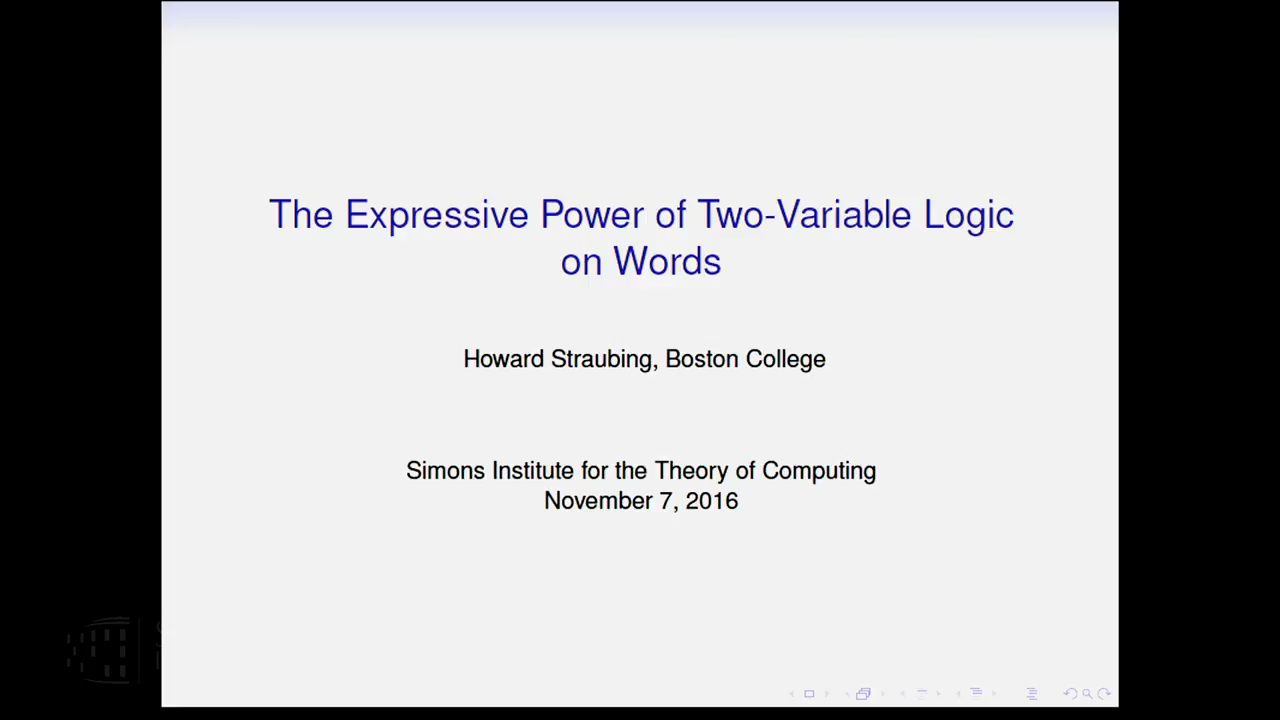 The Expressive Power of Two-Variable Logic
on Words
Howard Straubing, Boston College
Simons Institute for the Theory of Computing
November 7, 2016